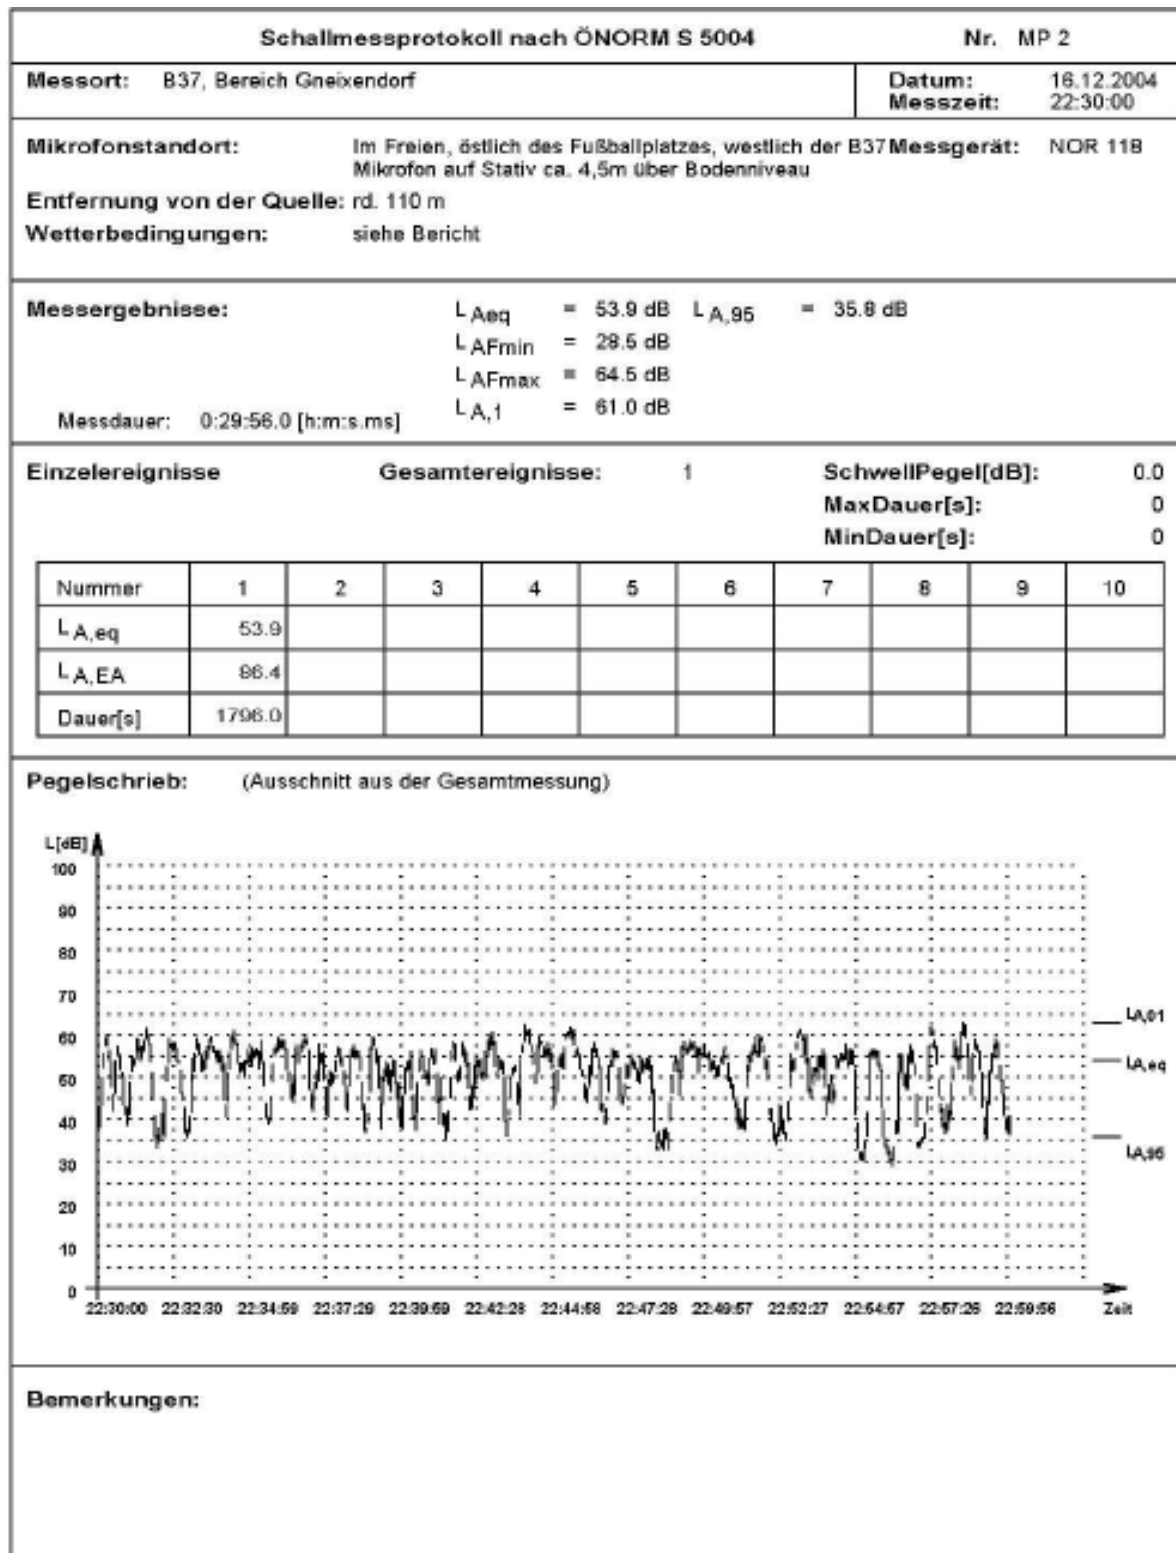 Schallmessprotokoll nach ÖNORM S 5004 Nr. MP 2
Messort: B37, Bereich Gneixendorf Datum: 16.12.2004
Messzeit: 22:30:00
Mikrofonstandort: Im Freien, östlich des Fußballplatzes, westlich der B37 Messgerät: NOR 118
Mikrofon auf Stativ ca. 4,5m über Bodenniveau
Entfernung von der Quelle: rd. 110 m
Wetterbedingungen: siehe Bericht
Messergebnisse: L Aeq = 53.9 dB L A,95 = 35.8 dB
L AFmin = 28.5 dB
L AFmax = 64.5 dB
L A,1 = 61.0 dB
Messdauer: 0:29:56.0 [h:m:s.ms]
Einzelereignisse Gesamtereignisse: 1 SchwellPegel[dB]: 0.0
MaxDauer[s]: 0
MinDauer[s]: 0
Nummer 1 2 3 4 5 6 7 8 9 10
L A,eq 53.9
L A,EA 86.4
Dauer[s] 1796.0
Pegelschrieb: (Ausschnitt aus der Gesamtmessung)
L[dB]
100
90
80
70
60
50
40
30
20
10
0
LA,01
LA,eq
LA,95
22:30:00 22:32:30 22:34:59 22:37:29 22:39:59 22:42:28 22:44:58 22:47:28 22:49:57 22:52:27 22:54:57 22:57:26 22:59:56 Zeit
Bemerkungen: